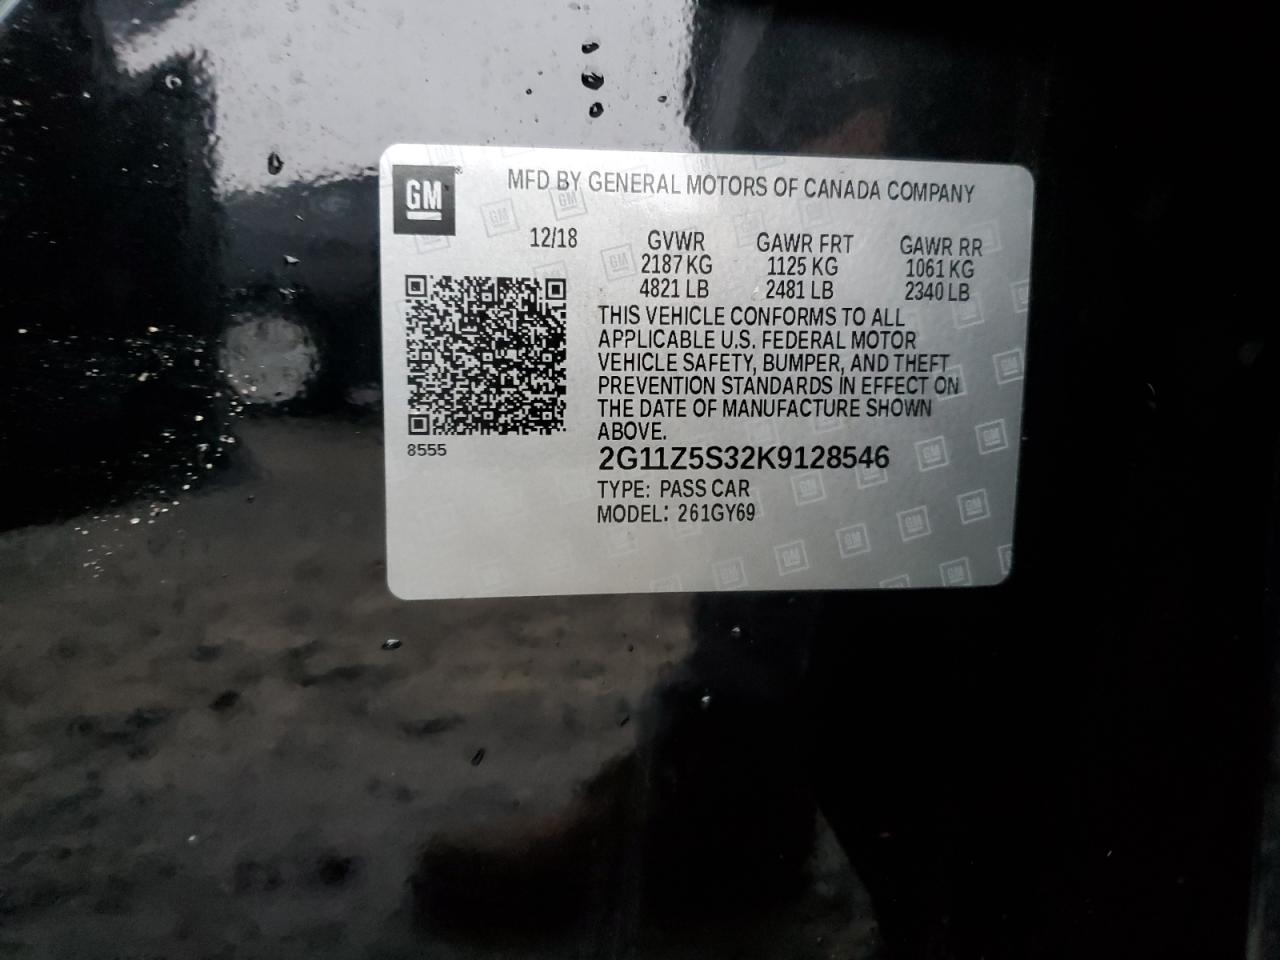 GM
MFD BY GENERAL MOTORS OF CANADA COMPANY
12/18 GVWR GAWR FRT GAWR RR
2187 KG 1125 KG 1061 KG
4821 LB 2481 LB 2340 LB
THIS VEHICLE CONFORMS TO ALL
APPLICABLE U.S. FEDERAL MOTOR
VEHICLE SAFETY, BUMPER, AND THEFT
PREVENTION STANDARDS IN EFFECT ON
THE DATE OF MANUFACTURE SHOWN
ABOVE.
8555
2G11Z5S32K9128546
TYPE: PASS CAR
MODEL: 261GY69